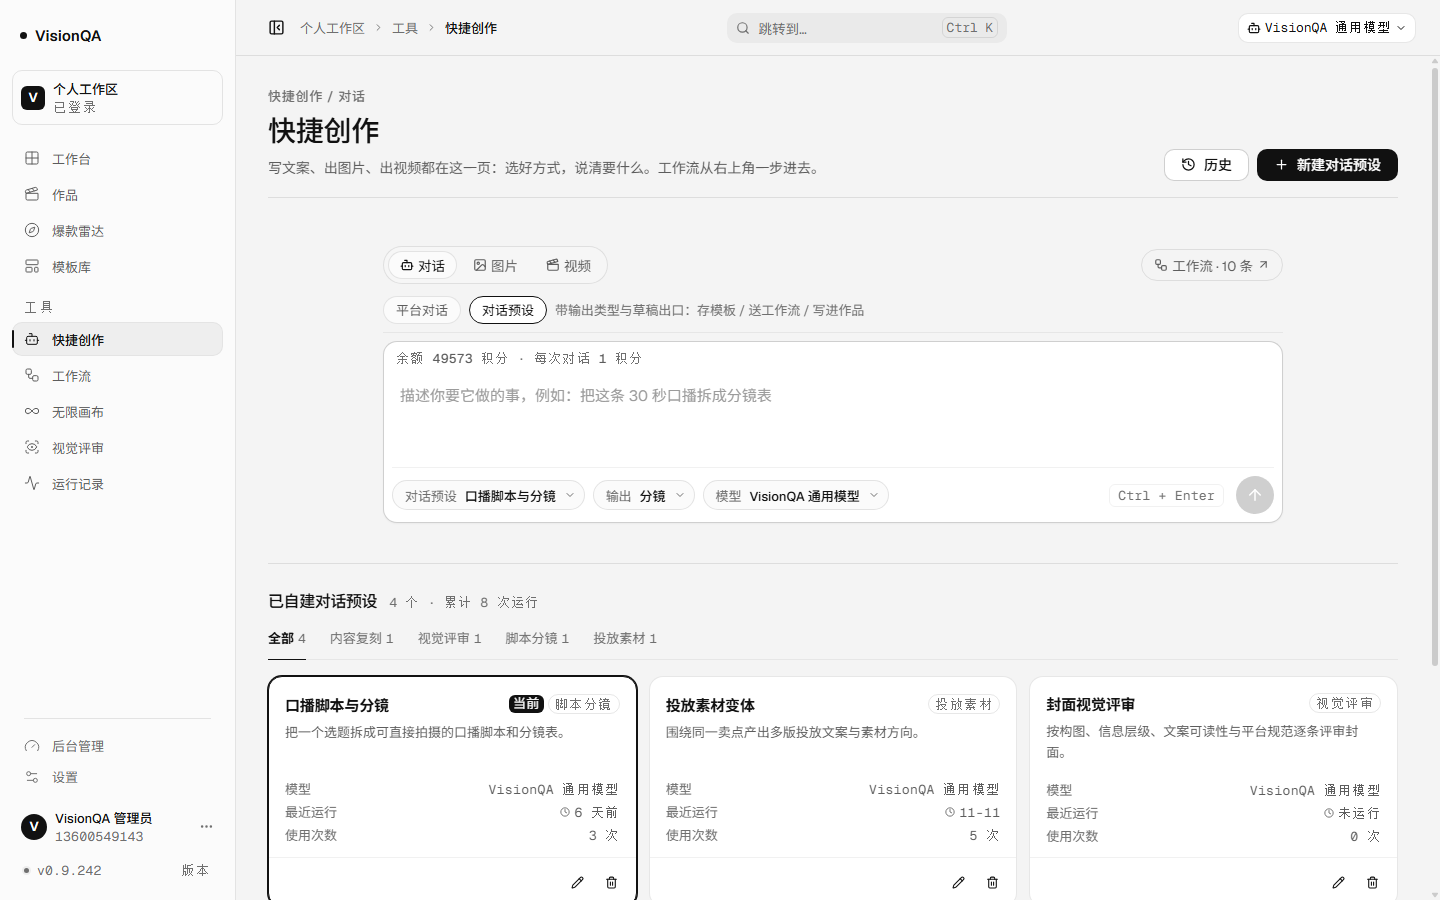 VisionQA
V
个人工作区
已登录
工作台
作品
爆款雷达
模板库
工具
快捷创作
工作流
无限画布
视觉评审
运行记录
后台管理
设置
V
VisionQA 管理员
13600549143
v0.9.242
版本
个人工作区 > 工具 > 快捷创作
跳转到...
Ctrl K
VisionQA 通用模型
快捷创作 / 对话
快捷创作
写文案、出图片、出视频都在这一页：选好方式，说清要什么。工作流从右上角一步进去。
历史
新建对话预设
对话
图片
视频
工作流 · 10 条
平台对话
对话预设
带输出类型与草稿出口：存模板 / 送工作流 / 写进作品
余额 49573 积分 · 每次对话 1 积分
描述你要它做的事，例如：把这条 30 秒口播拆成分镜表
对话预设 口播脚本与分镜
输出 分镜
模型 VisionQA 通用模型
Ctrl + Enter
已自建对话预设 4 个 · 累计 8 次运行
全部 4
内容复刻 1
视觉评审 1
脚本分镜 1
投放素材 1
口播脚本与分镜
当前
脚本分镜
把一个选题拆成可直接拍摄的口播脚本和分镜表。
模型 VisionQA 通用模型
最近运行 6 天前
使用次数 3 次
投放素材变体
投放素材
围绕同一卖点产出多版投放文案与素材方向。
模型 VisionQA 通用模型
最近运行 11-11
使用次数 5 次
封面视觉评审
视觉评审
按构图、信息层级、文案可读性与平台规范逐条评审封
面。
模型 VisionQA 通用模型
最近运行 未运行
使用次数 0 次